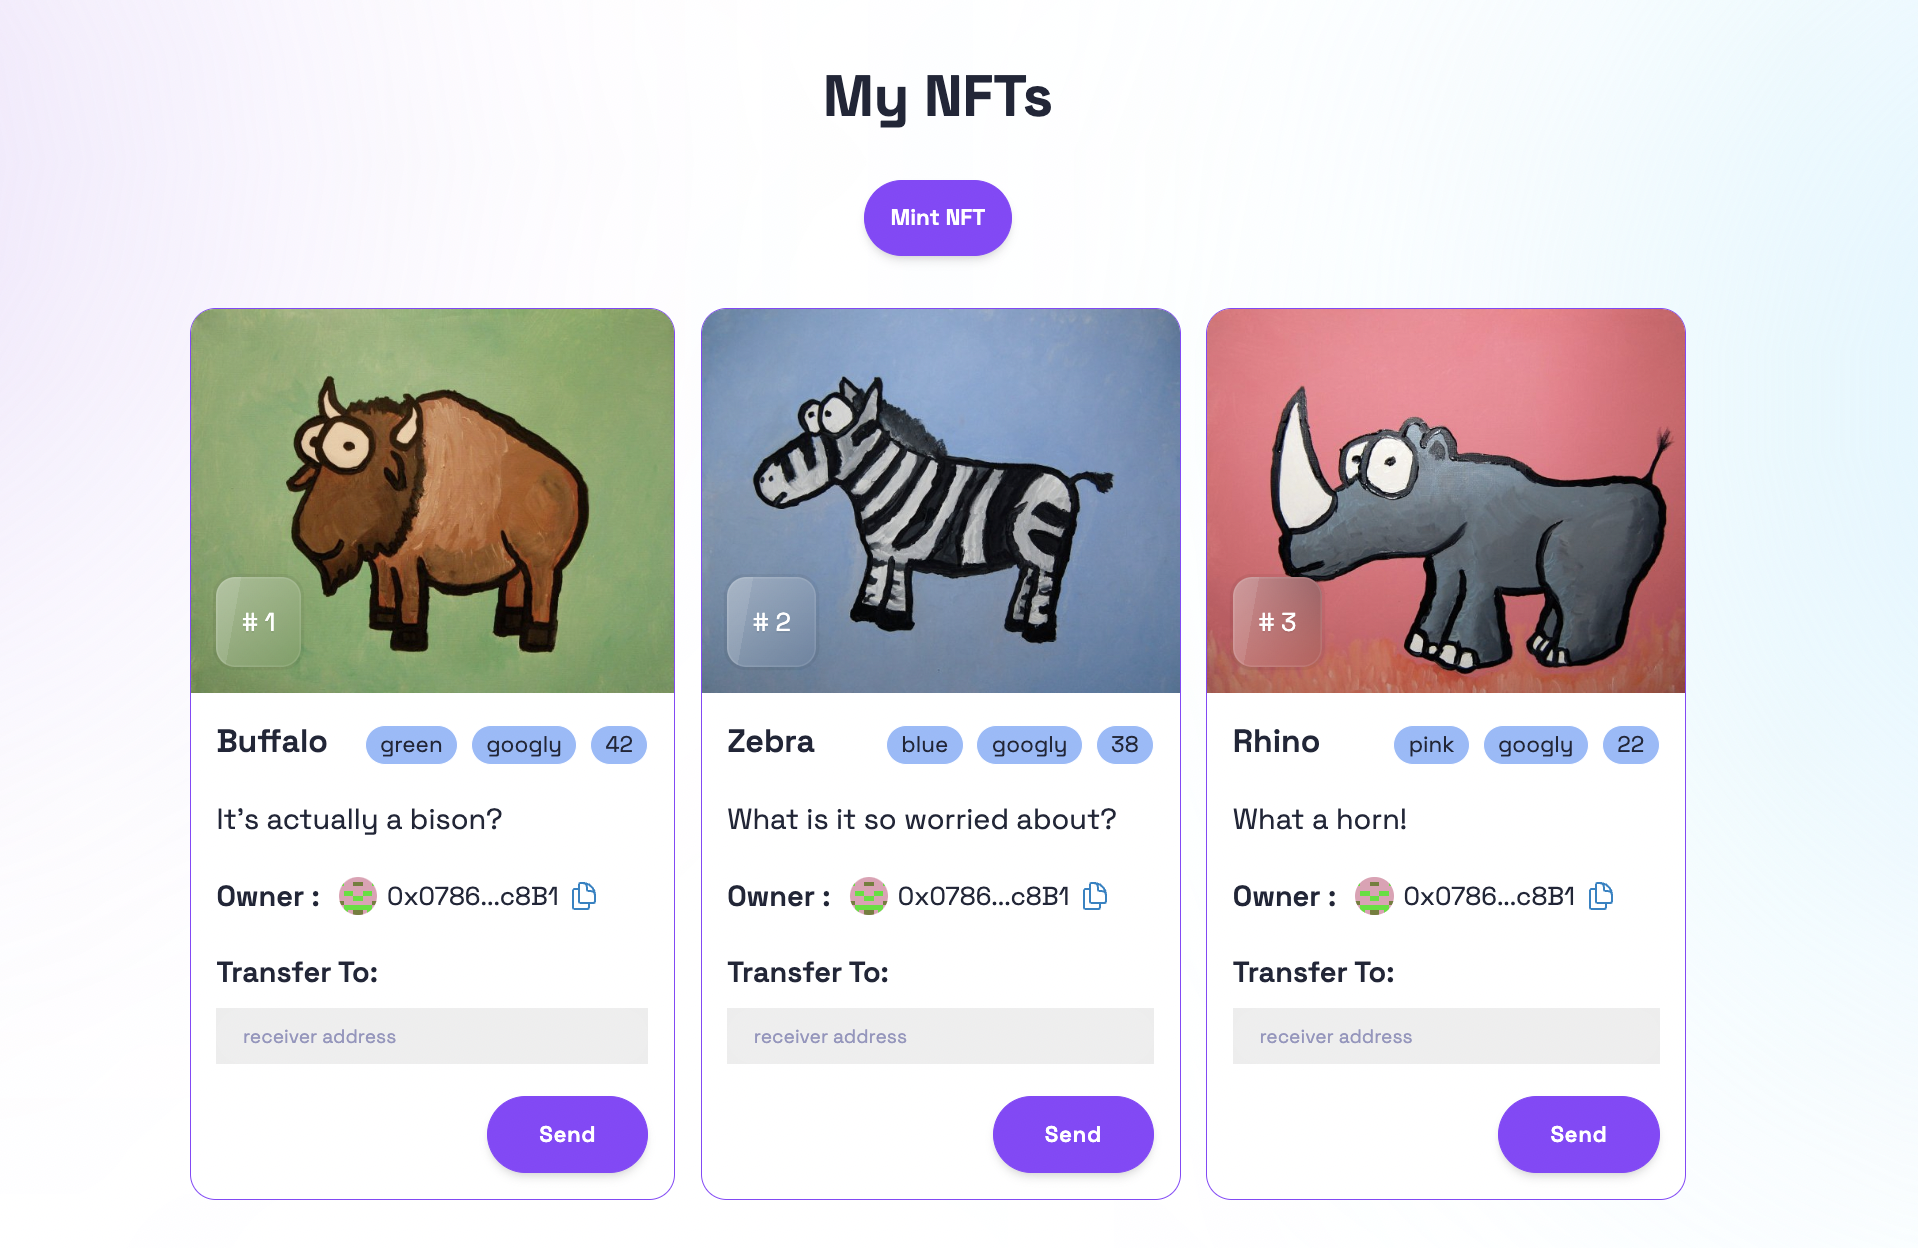 My NFTs
Mint NFT
# 1
Buffalo green googly 42
It's actually a bison?
Owner : 0x0786...c8B1
Transfer To:
receiver address
Send
# 2
Zebra blue googly 38
What is it so worried about?
Owner : 0x0786...c8B1
Transfer To:
receiver address
Send
# 3
Rhino pink googly 22
What a horn!
Owner : 0x0786...c8B1
Transfer To:
receiver address
Send